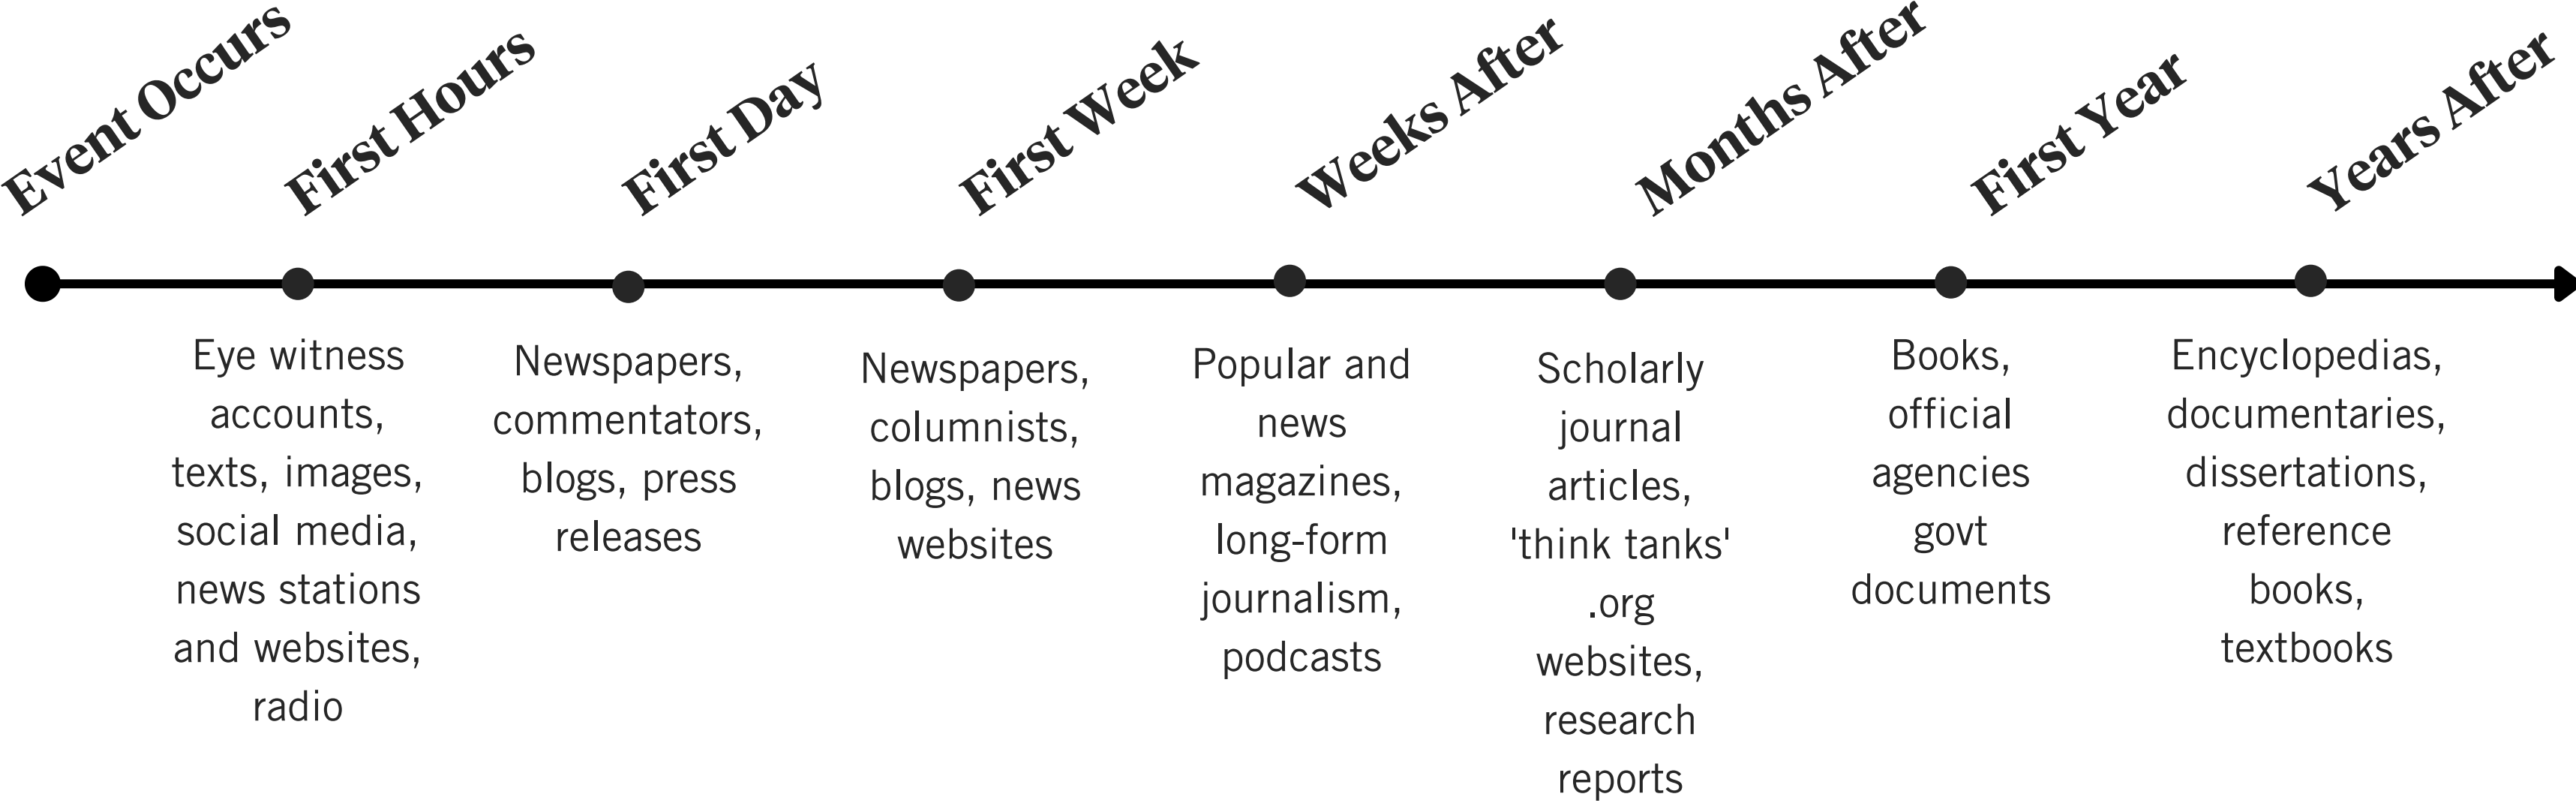 Event Occurs
First Hours
First Day
First Week
Weeks After
Months After
First Year
Years After
Eye witness
accounts,
texts, images,
social media,
news stations
and websites,
radio
Newspapers,
commentators,
blogs, press
releases
Newspapers,
columnists,
blogs, news
websites
Popular and
news
magazines,
long-form
journalism,
podcasts
Scholarly
journal
articles,
'think tanks'
.org
websites,
research
reports
Books,
official
agencies
govt
documents
Encyclopedias,
documentaries,
dissertations,
reference
books,
textbooks